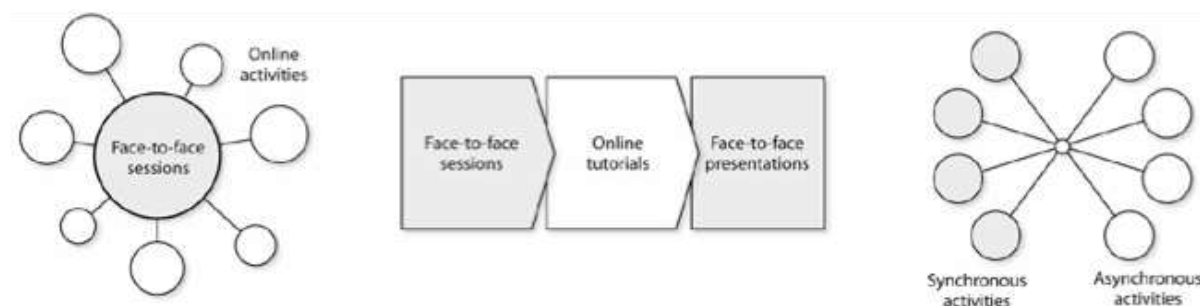 Online
activities
Face-to-face
sessions
Face-to-face
sessions
Online
tutorials
Face-to-face
presentations
Synchronous
activities
Asynchronous
activities